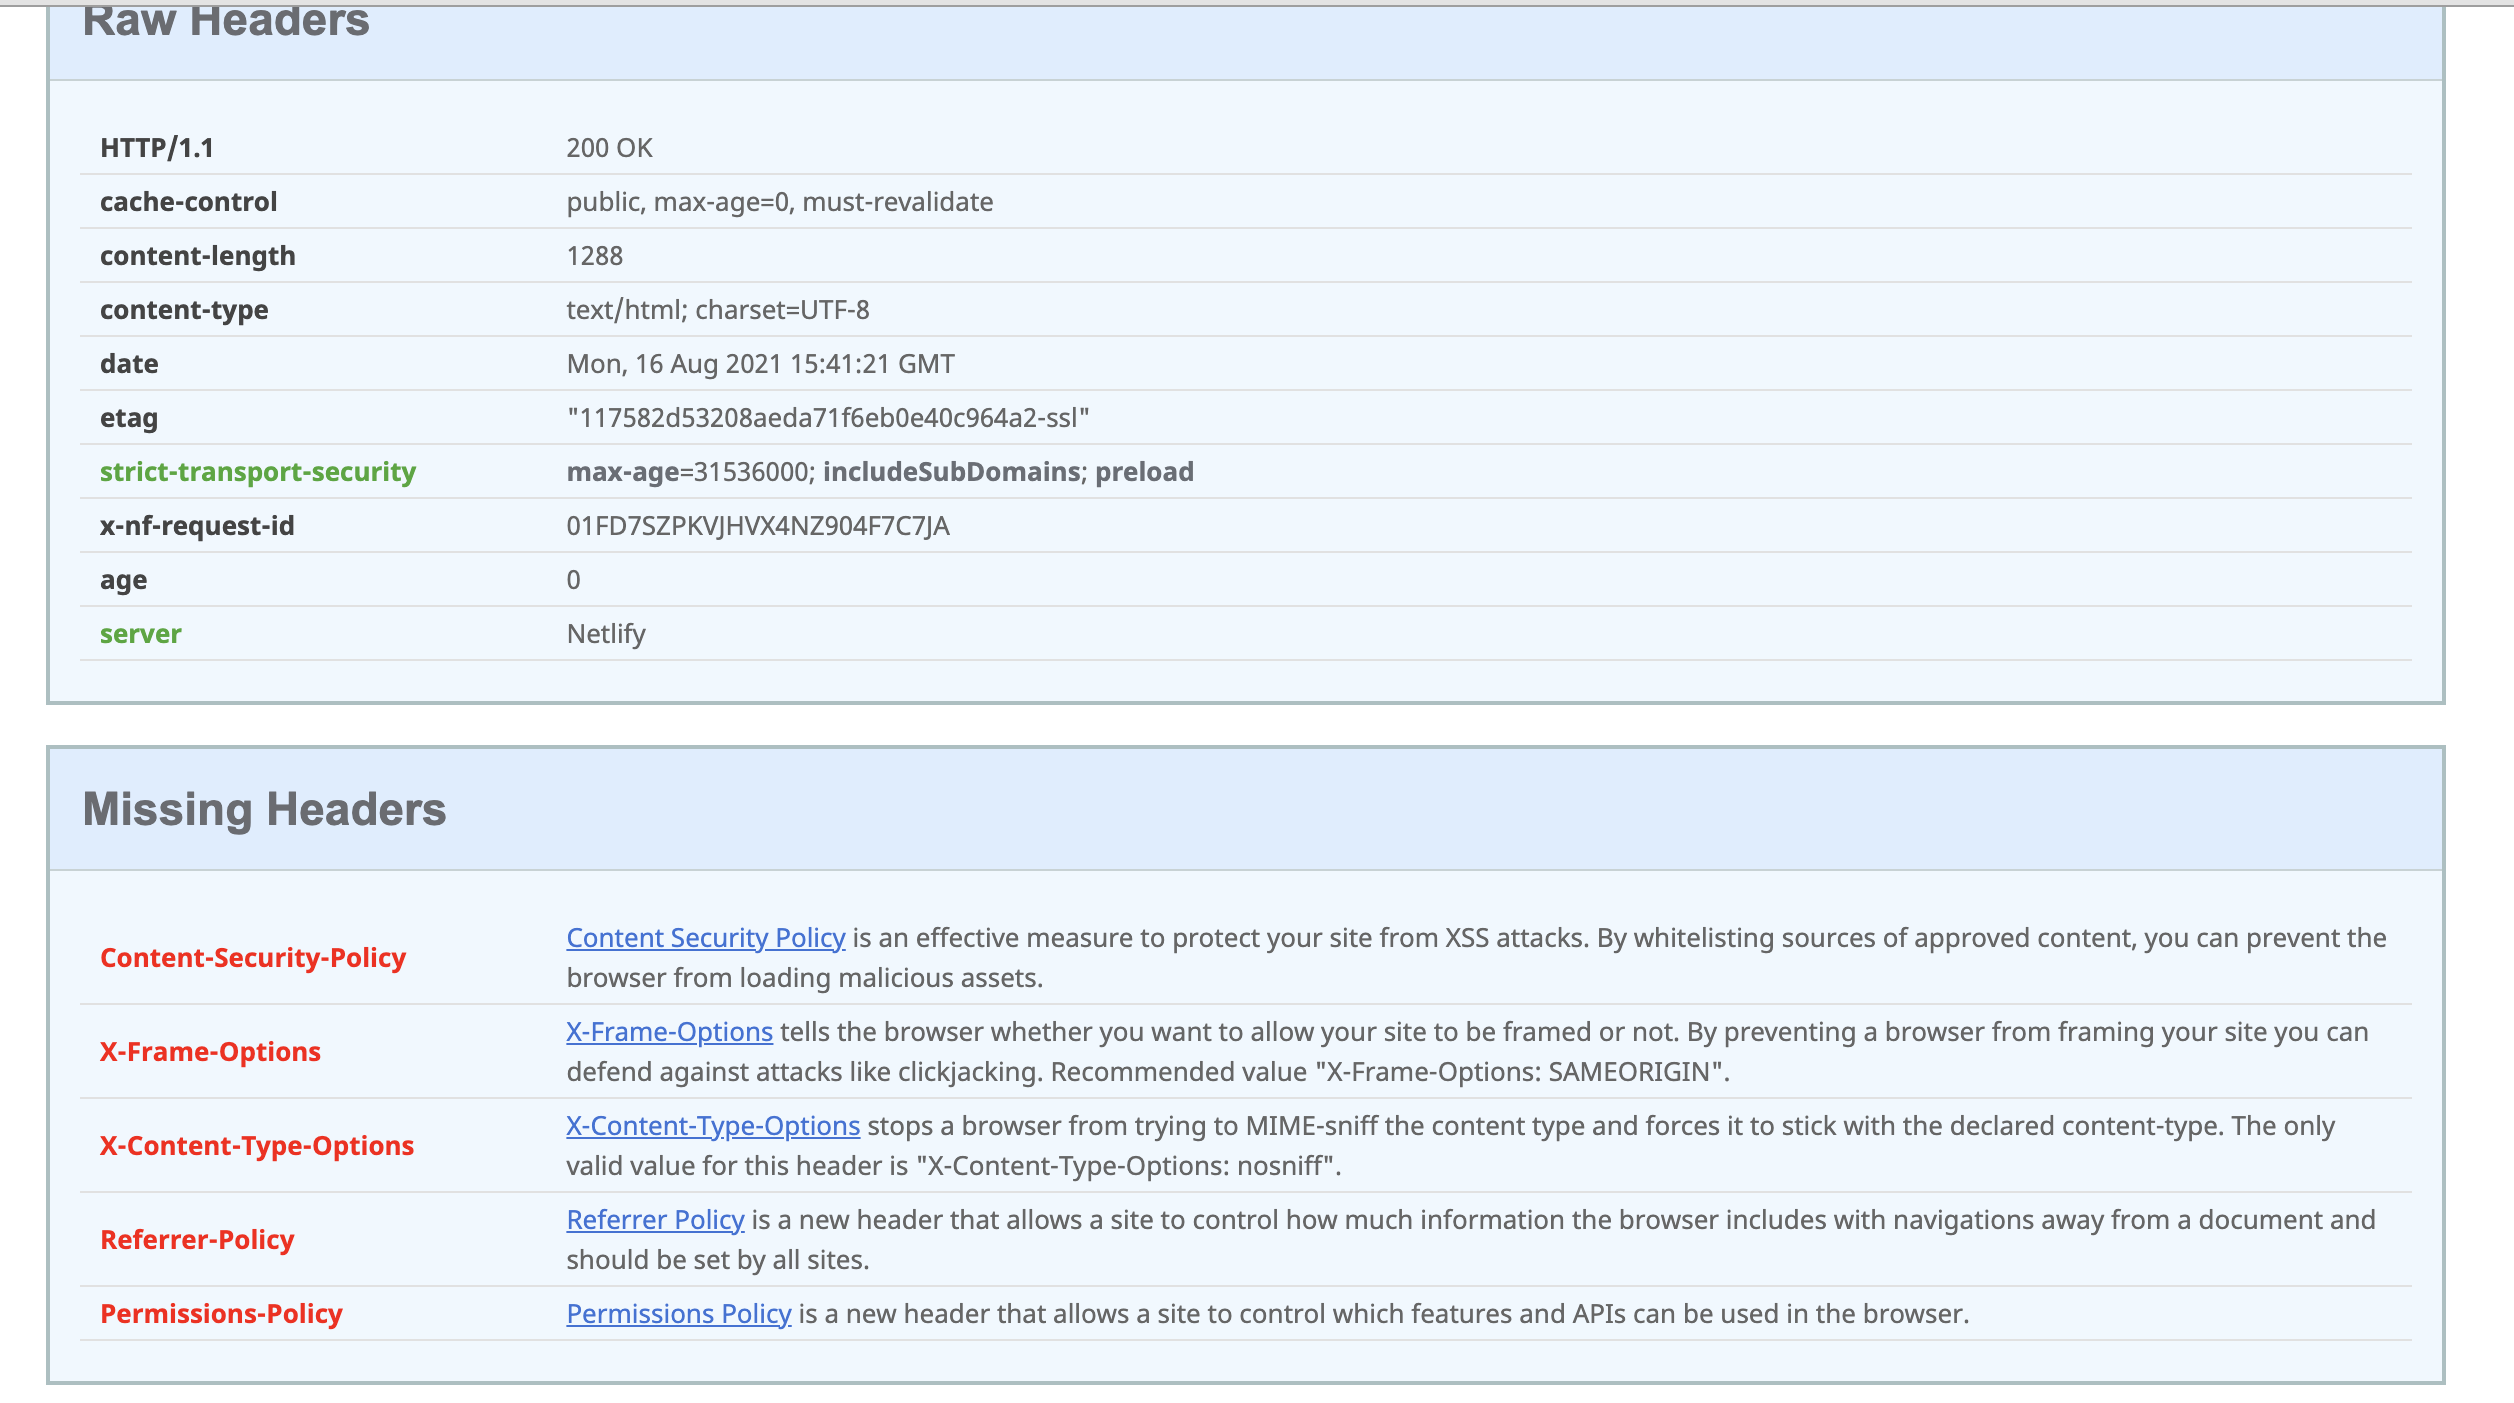 Raw Headers
HTTP/1.1 200 OK
cache-control public, max-age=0, must-revalidate
content-length 1288
content-type text/html; charset=UTF-8
date Mon, 16 Aug 2021 15:41:21 GMT
etag "117582d53208aeda71f6eb0e40c964a2-ssl"
strict-transport-security max-age=31536000; includeSubDomains; preload
x-nf-request-id 01FD7SZPKVJHVX4NZ904F7C7JA
age 0
server Netlify
Missing Headers
Content-Security-Policy Content Security Policy is an effective measure to protect your site from XSS attacks. By whitelisting sources of approved content, you can prevent the
browser from loading malicious assets.
X-Frame-Options X-Frame-Options tells the browser whether you want to allow your site to be framed or not. By preventing a browser from framing your site you can
defend against attacks like clickjacking. Recommended value "X-Frame-Options: SAMEORIGIN".
X-Content-Type-Options X-Content-Type-Options stops a browser from trying to MIME-sniff the content type and forces it to stick with the declared content-type. The only
valid value for this header is "X-Content-Type-Options: nosniff".
Referrer-Policy Referrer Policy is a new header that allows a site to control how much information the browser includes with navigations away from a document and
should be set by all sites.
Permissions-Policy Permissions Policy is a new header that allows a site to control which features and APIs can be used in the browser.